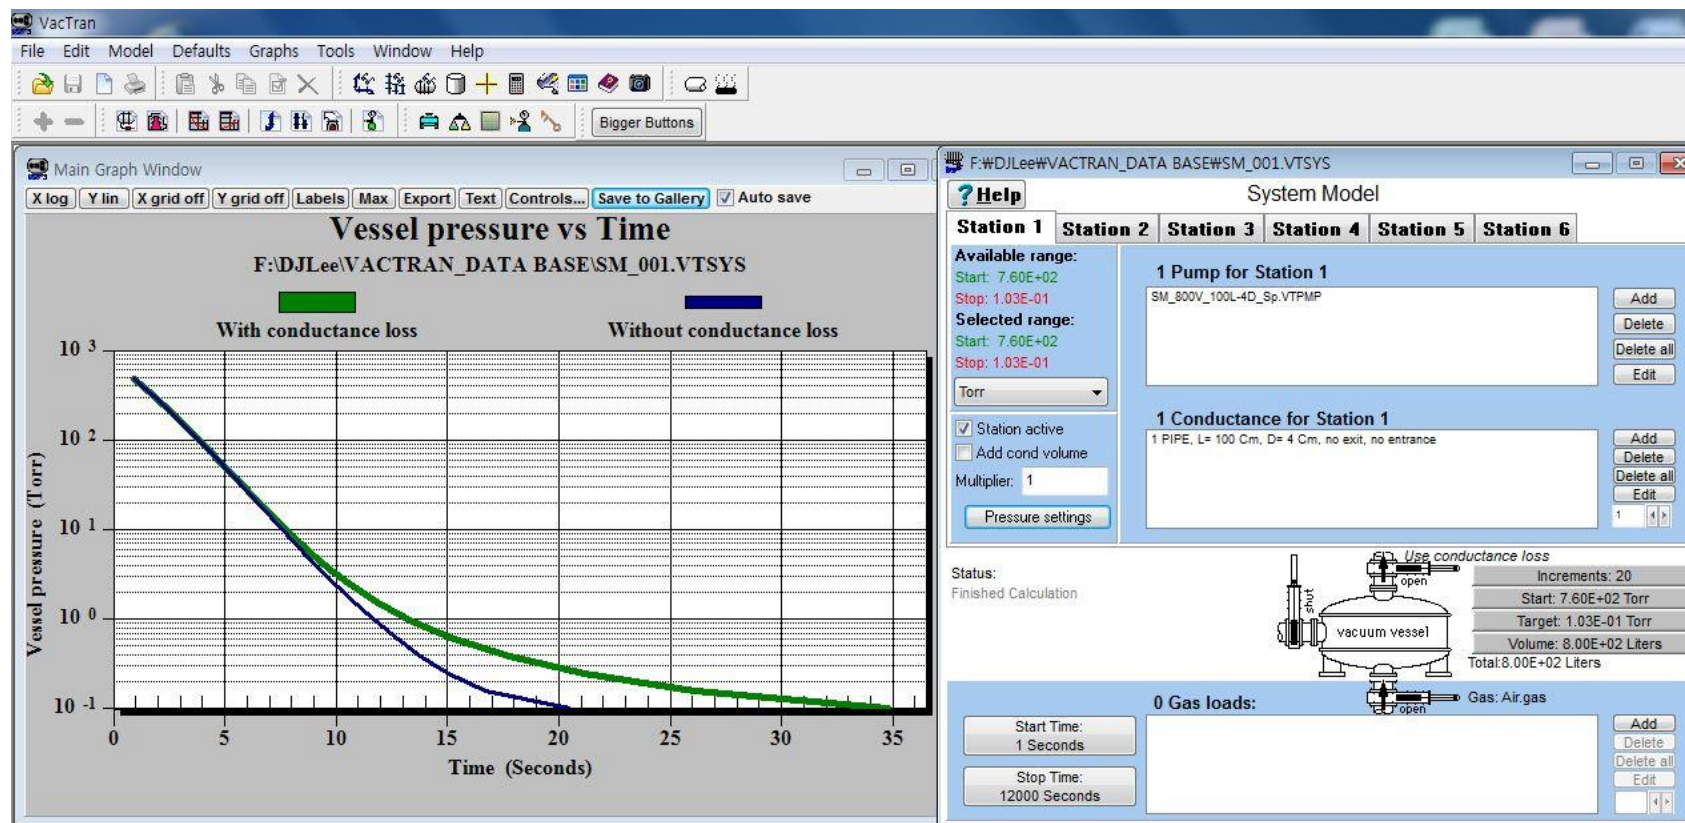 VacTran
File Edit Model Defaults Graphs Tools Window Help
Bigger Buttons
Main Graph Window
X log Y lin X grid off Y grid off Labels Max Export Text Controls... Save to Gallery Auto save
Vessel pressure vs Time
F:\DJLee\VACTRAN_DATA BASE\SM_001.VTSYS
With conductance loss Without conductance loss
Vessel pressure (Torr)
10 3
10 2
10 1
10 0
10 -1
0 5 10 15 20 25 30 35
Time (Seconds)
F:₩DJLee₩VACTRAN_DATA BASE₩SM_001.VTSYS
? Help
System Model
Station 1 Station 2 Station 3 Station 4 Station 5 Station 6
Available range:
Start: 7.60E+02
Stop: 1.03E-01
Selected range:
Start: 7.60E+02
Stop: 1.03E-01
Torr
Station active
Add cond volume
Multiplier: 1
Pressure settings
1 Pump for Station 1
SM_800V_100L-4D_Sp.VTPMP
Add
Delete
Delete all
Edit
1 Conductance for Station 1
1 PIPE, L= 100 Cm, D= 4 Cm, no exit, no entrance
Add
Delete
Delete all
Edit
1
Status:
Finished Calculation
Use conductance loss
open
shut
vacuum vessel
open
Increments: 20
Start: 7.60E+02 Torr
Target: 1.03E-01 Torr
Volume: 8.00E+02 Liters
Total:8.00E+02 Liters
Gas: Air.gas
0 Gas loads:
Start Time:
1 Seconds
Stop Time:
12000 Seconds
Add
Delete
Delete all
Edit